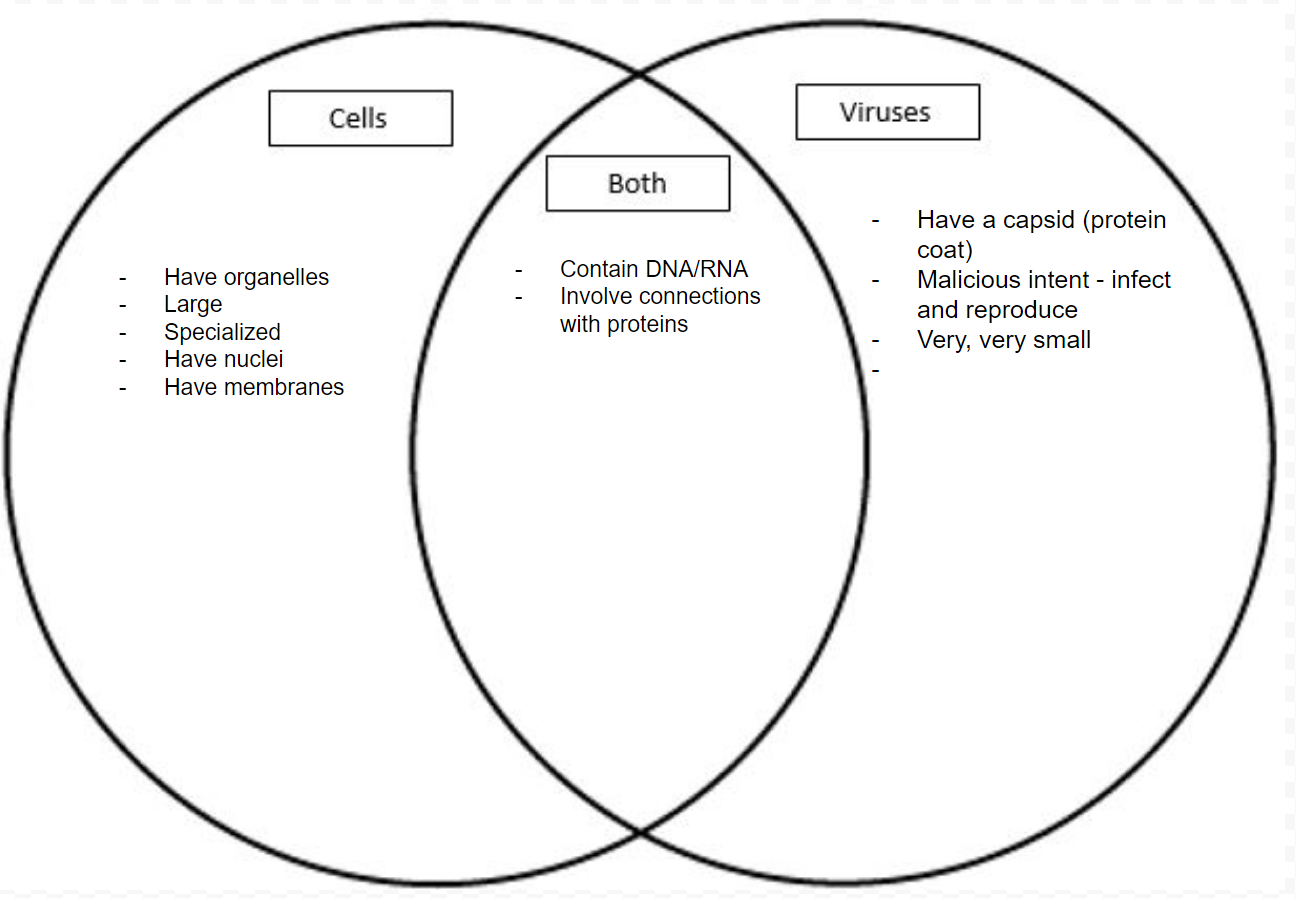 Cells
- Have organelles
- Large
- Specialized
- Have nuclei
- Have membranes
Both
- Contain DNA/RNA
- Involve connections
with proteins
Viruses
- Have a capsid (protein
coat)
- Malicious intent - infect
and reproduce
- Very, very small
-